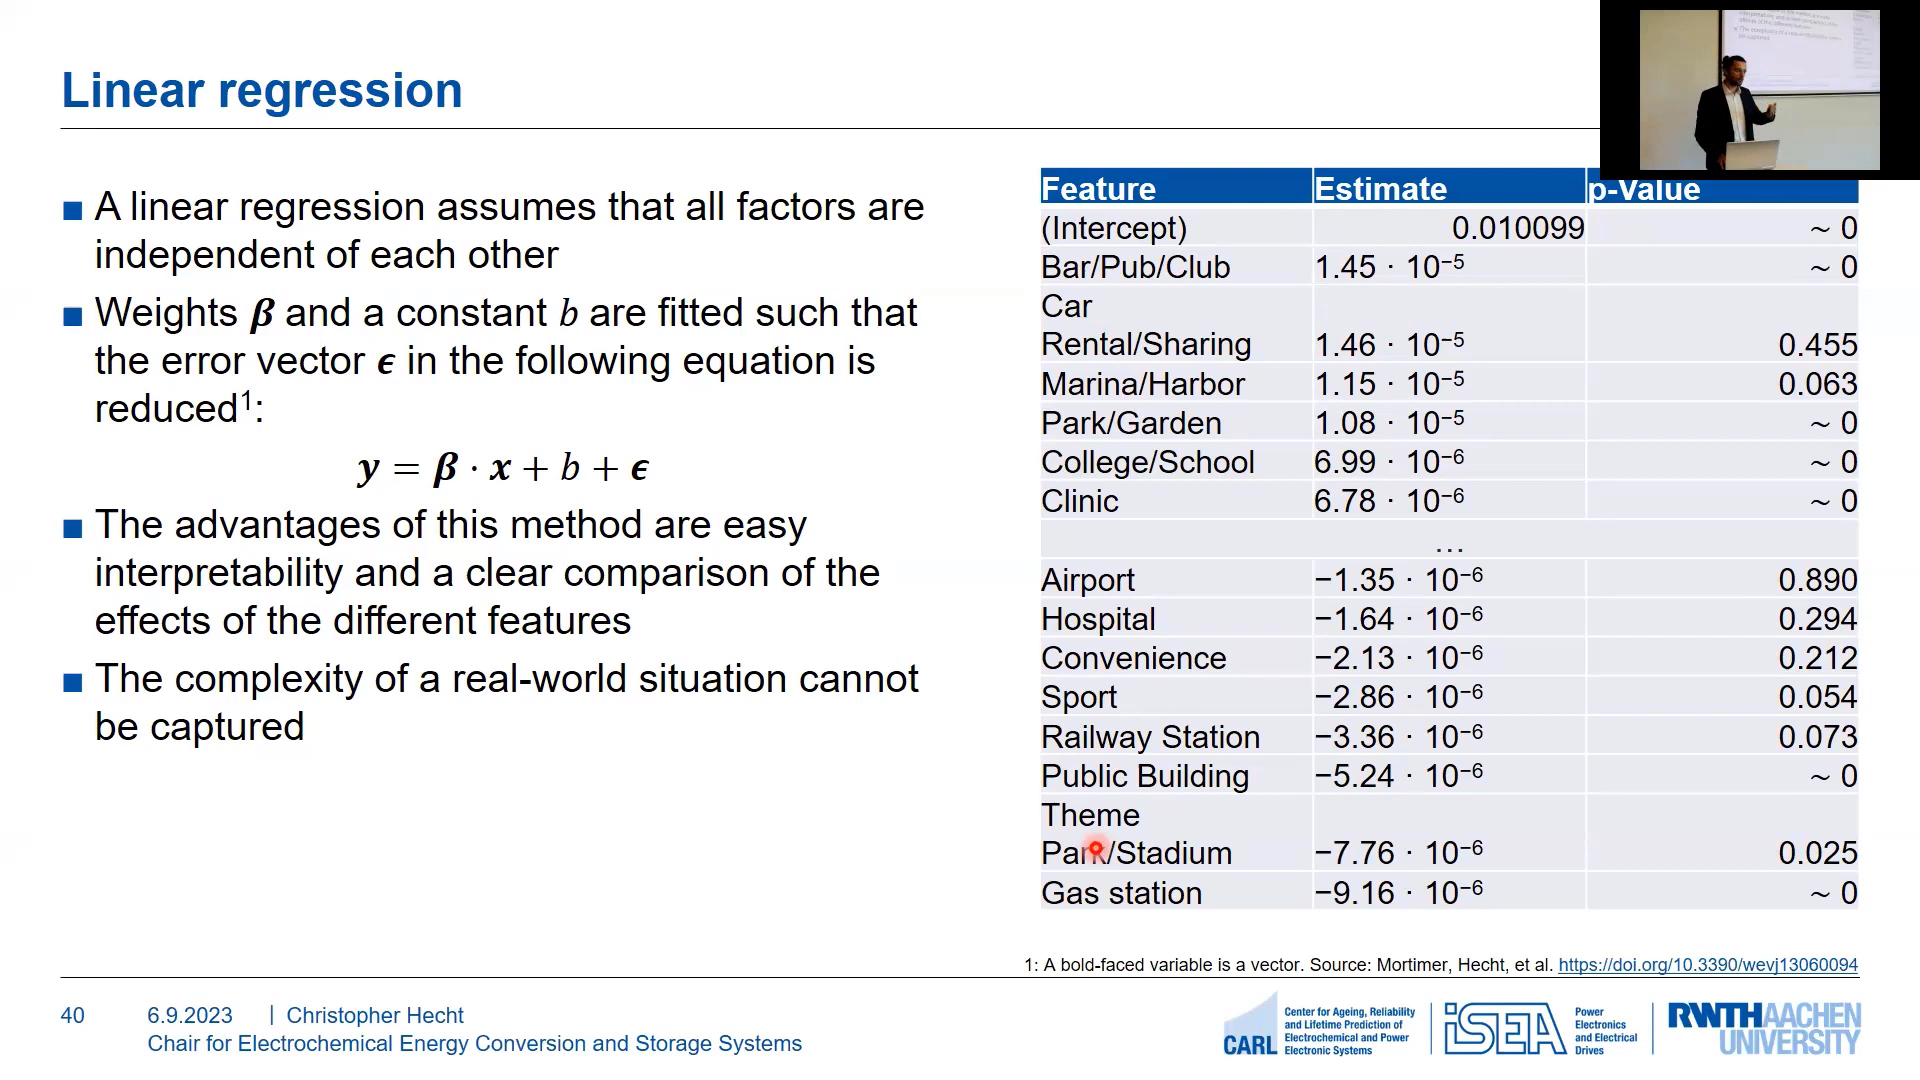 Linear regression
■ A linear regression assumes that all factors are
independent of each other
■ Weights β and a constant b are fitted such that
the error vector ϵ in the following equation is
reduced¹:
y = β · x + b + ϵ
■ The advantages of this method are easy
interpretability and a clear comparison of the
effects of the different features
■ The complexity of a real-world situation cannot
be captured
Feature Estimate p-Value
(Intercept) 0.010099 ~ 0
Bar/Pub/Club 1.45 · 10⁻⁵ ~ 0
Car
Rental/Sharing 1.46 · 10⁻⁵ 0.455
Marina/Harbor 1.15 · 10⁻⁵ 0.063
Park/Garden 1.08 · 10⁻⁵ ~ 0
College/School 6.99 · 10⁻⁶ ~ 0
Clinic 6.78 · 10⁻⁶ ~ 0
…
Airport −1.35 · 10⁻⁶ 0.890
Hospital −1.64 · 10⁻⁶ 0.294
Convenience −2.13 · 10⁻⁶ 0.212
Sport −2.86 · 10⁻⁶ 0.054
Railway Station −3.36 · 10⁻⁶ 0.073
Public Building −5.24 · 10⁻⁶ ~ 0
Theme
Park/Stadium −7.76 · 10⁻⁶ 0.025
Gas station −9.16 · 10⁻⁶ ~ 0
1: A bold-faced variable is a vector. Source: Mortimer, Hecht, et al. https://doi.org/10.3390/wevj13060094
40 6.9.2023 | Christopher Hecht
Chair for Electrochemical Energy Conversion and Storage Systems
CARL
Center for Ageing, Reliability
and Lifetime Prediction of
Electrochemical and Power
Electronic Systems
iSEA
Power
Electronics
and Electrical
Drives
RWTHAACHEN
UNIVERSITY